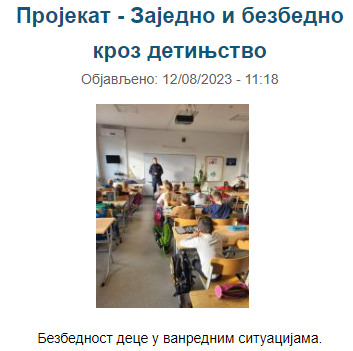 Пројекат - Заједно и безбедно
кроз детињство
Објављено: 12/08/2023 - 11:18
Безбедност деце у ванредним ситуацијама.